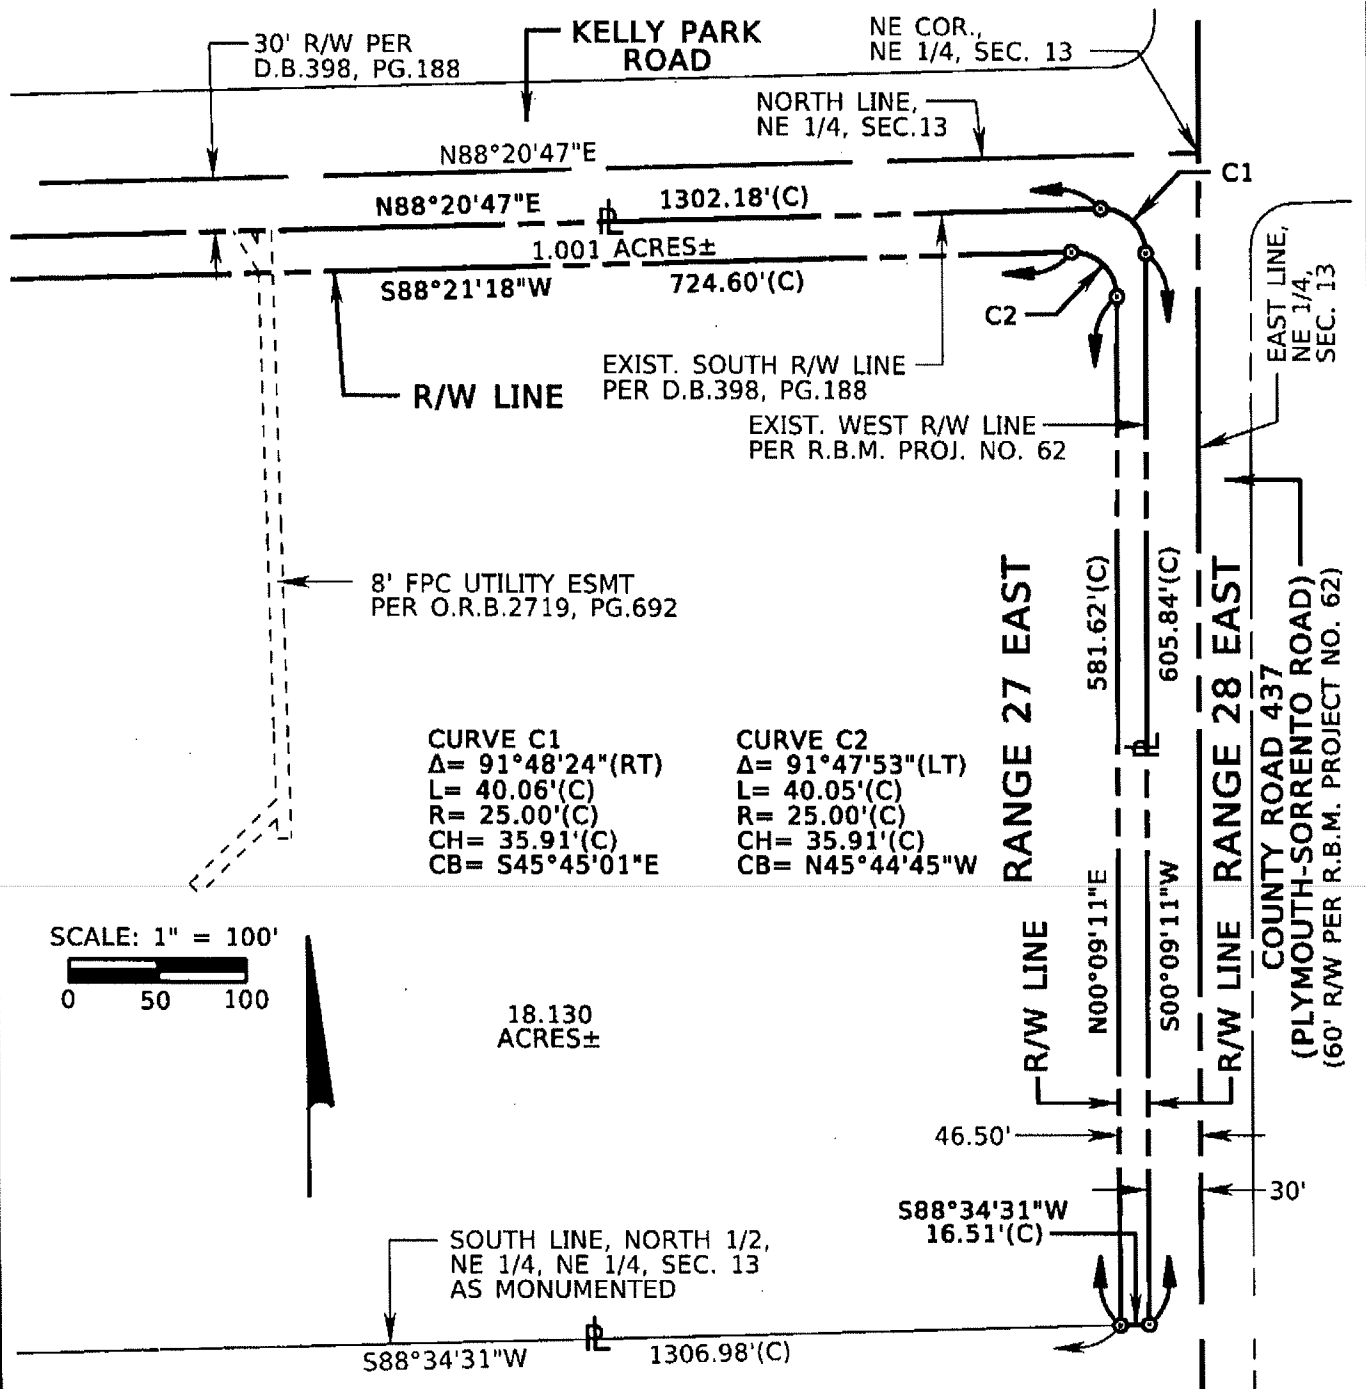 30' R/W PER
D.B.398, PG.188
KELLY PARK
ROAD
NE COR.,
NE 1/4, SEC. 13
NORTH LINE,
NE 1/4, SEC.13
N88°20'47"E
C1
N88°20'47"E
1302.18'(C)
1.001 ACRES±
S88°21'18"W
724.60'(C)
C2
EAST LINE,
NE 1/4,
SEC. 13
EXIST. SOUTH R/W LINE
PER D.B.398, PG.188
R/W LINE
EXIST. WEST R/W LINE
PER R.B.M. PROJ. NO. 62
8' FPC UTILITY ESMT
PER O.R.B.2719, PG.692
RANGE 27 EAST
581.62'(C)
605.84'(C)
RANGE 28 EAST
COUNTY ROAD 437
(PLYMOUTH-SORRENTO ROAD)
(60' R/W PER R.B.M. PROJECT NO. 62)
CURVE C1
Δ= 91°48'24"(RT)
L= 40.06'(C)
R= 25.00'(C)
CH= 35.91'(C)
CB= S45°45'01"E
CURVE C2
Δ= 91°47'53"(LT)
L= 40.05'(C)
R= 25.00'(C)
CH= 35.91'(C)
CB= N45°44'45"W
R/W LINE
N00°09'11"E
S00°09'11"W
R/W LINE
SCALE: 1" = 100'
0 50 100
18.130
ACRES±
46.50'
30'
S88°34'31"W
16.51'(C)
SOUTH LINE, NORTH 1/2,
NE 1/4, NE 1/4, SEC. 13
AS MONUMENTED
S88°34'31"W
1306.98'(C)